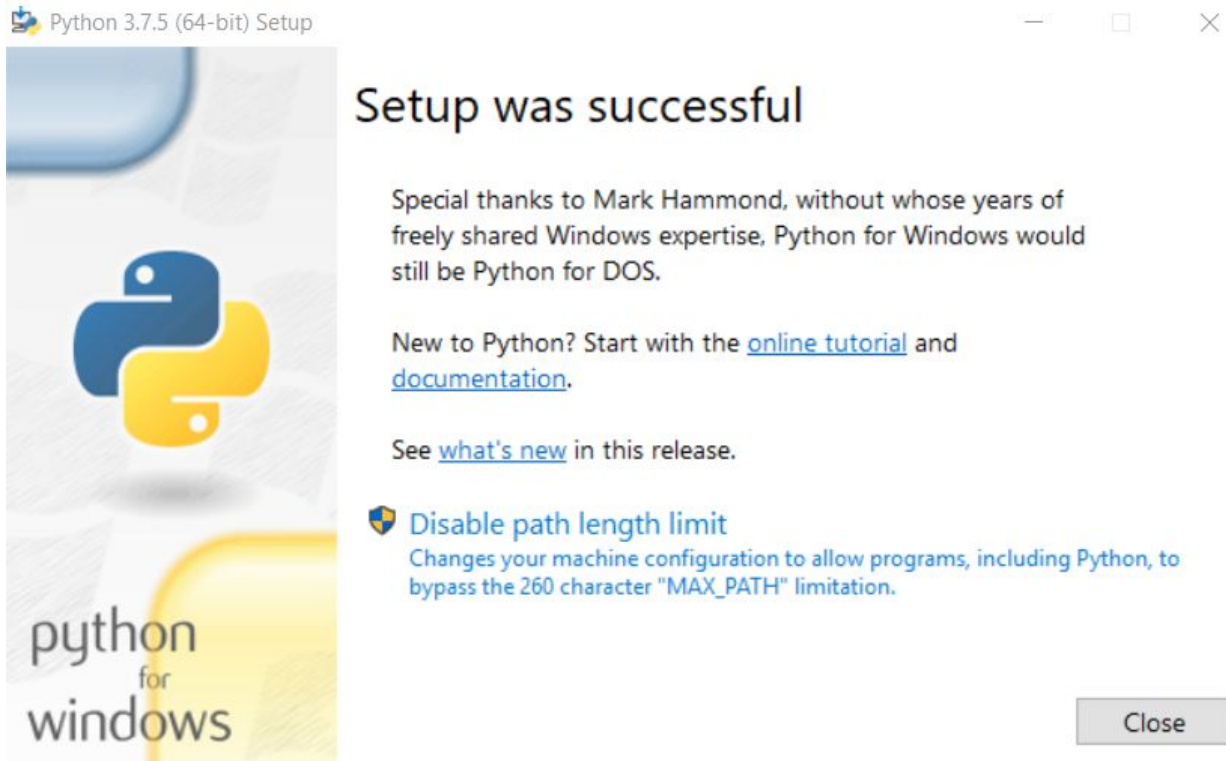 Python 3.7.5 (64-bit) Setup
Setup was successful
Special thanks to Mark Hammond, without whose years of
freely shared Windows expertise, Python for Windows would
still be Python for DOS.
New to Python? Start with the online tutorial and
documentation.
See what's new in this release.
Disable path length limit
Changes your machine configuration to allow programs, including Python, to
bypass the 260 character "MAX_PATH" limitation.
python
for
windows
Close